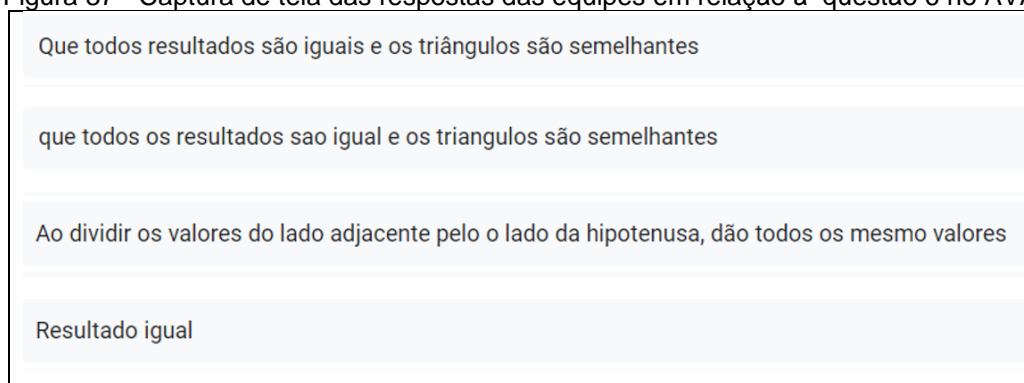 Que todos resultados são iguais e os triângulos são semelhantes
que todos os resultados sao igual e os triangulos são semelhantes
Ao dividir os valores do lado adjacente pelo o lado da hipotenusa, dão todos os mesmo valores
Resultado igual